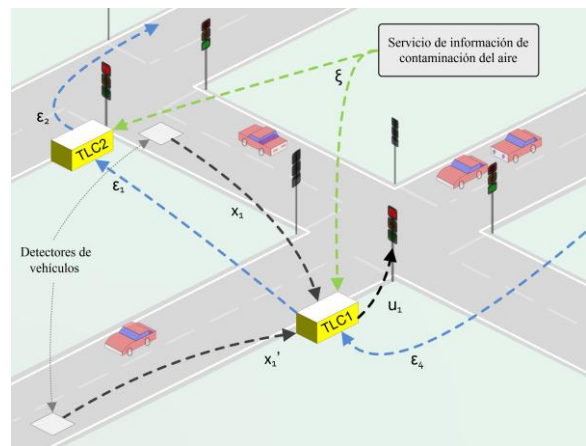 Servicio de información de
contaminación del aire
ξ
ε₂
TLC2
ε₁
x₁
Detectores de
vehículos
u₁
TLC1
x₁'
ε₄